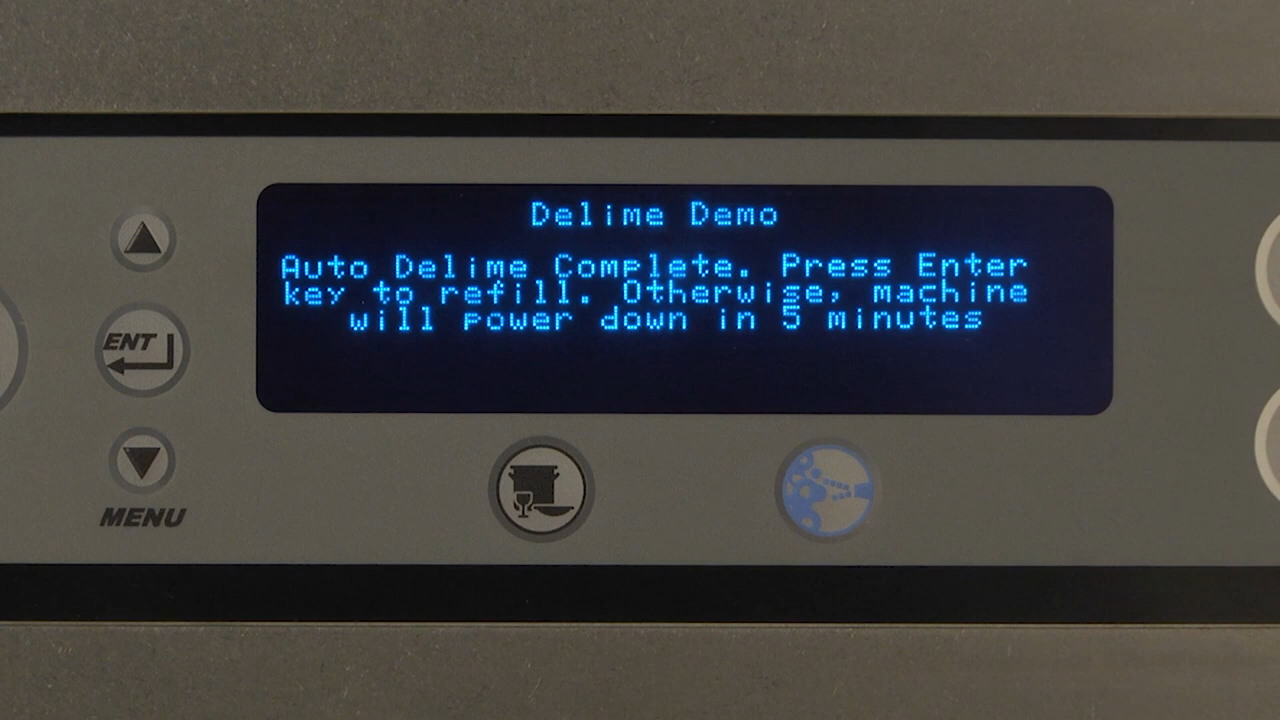 Delime Demo
Auto Delime Complete. Press Enter
key to refill. Otherwise, machine
will power down in 5 minutes
ENT
MENU